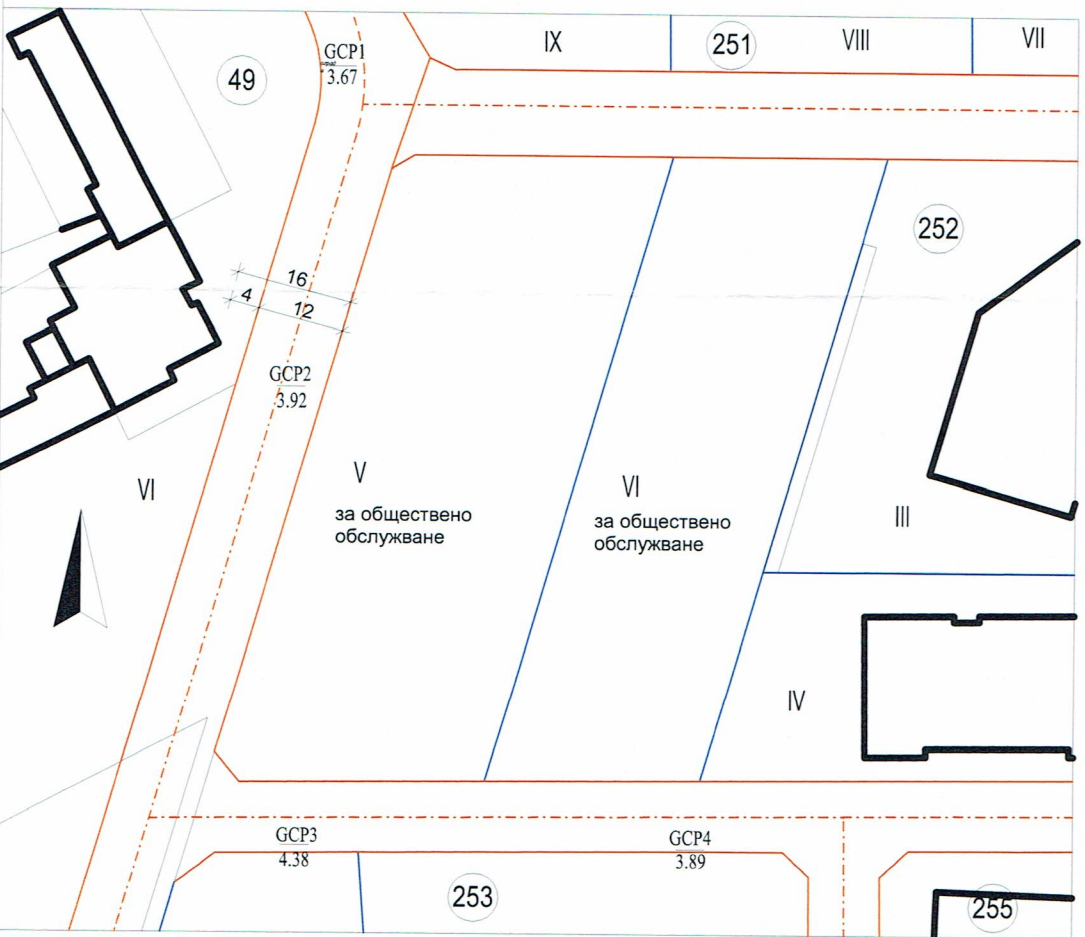 IX
251
VIII
VII
GCP1
3.67
49
252
16
4
12
GCP2
3.92
VI
V
за обществено
обслужване
VI
за обществено
обслужване
III
IV
GCP3
4.38
GCP4
3.89
253
255